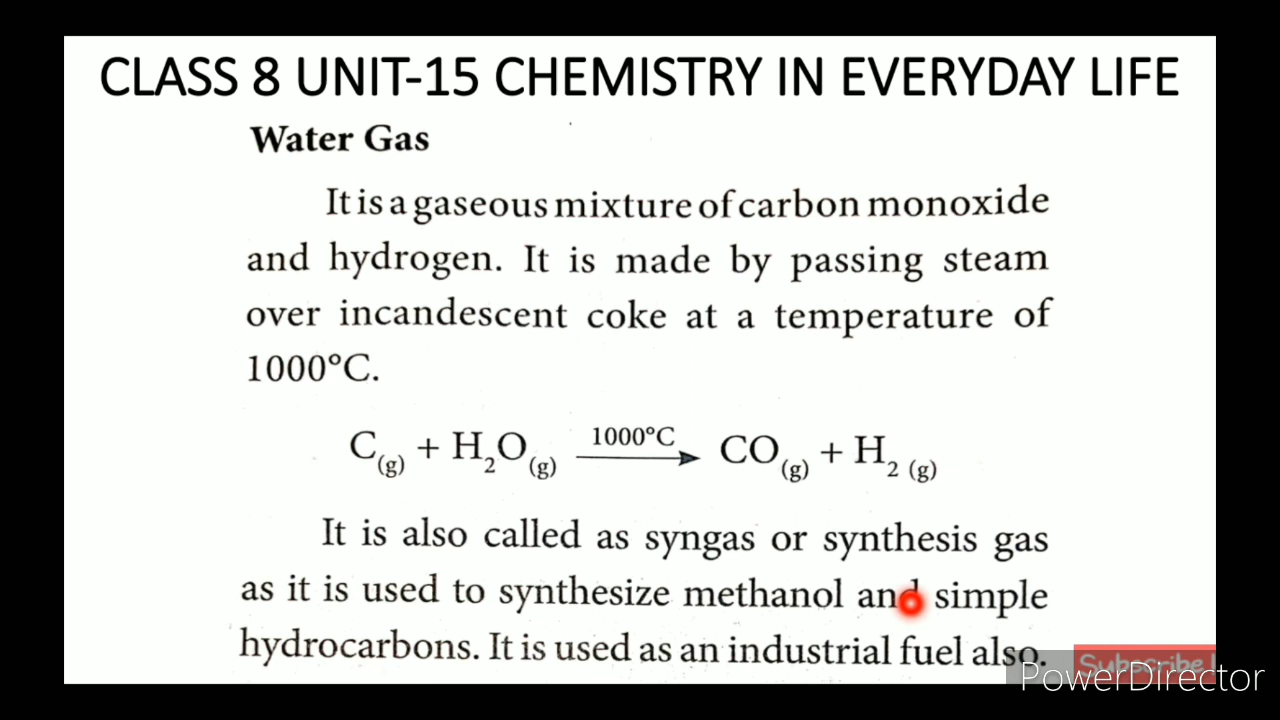 CLASS 8 UNIT-15 CHEMISTRY IN EVERYDAY LIFE
Water Gas
It is a gaseous mixture of carbon monoxide
and hydrogen. It is made by passing steam
over incandescent coke at a temperature of
1000°C.
C(g) + H2O(g) 1000°C → CO(g) + H2 (g)
It is also called as syngas or synthesis gas
as it is used to synthesize methanol and simple
hydrocarbons. It is used as an industrial fuel also.
Subscribe !
PowerDirector